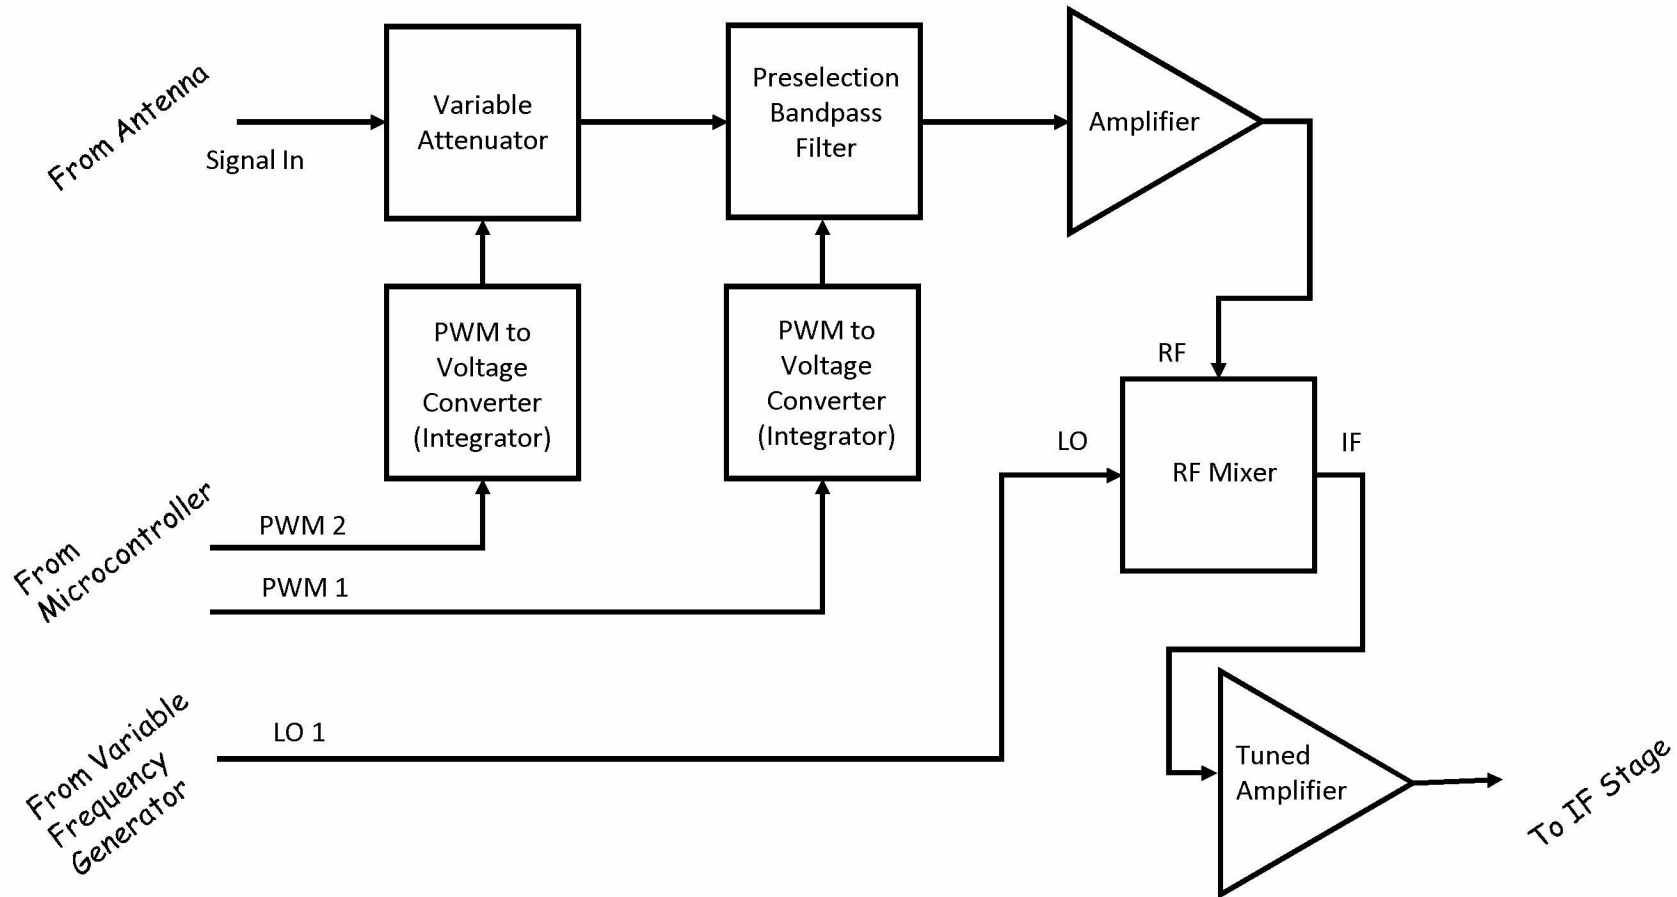 From Antenna
Signal In
Variable
Attenuator
Preselection
Bandpass
Filter
Amplifier
PWM to
Voltage
Converter
(Integrator)
PWM to
Voltage
Converter
(Integrator)
RF
LO
IF
RF Mixer
From
Microcontroller
PWM 2
PWM 1
From Variable
Frequency
Generator
LO 1
Tuned
Amplifier
To IF Stage